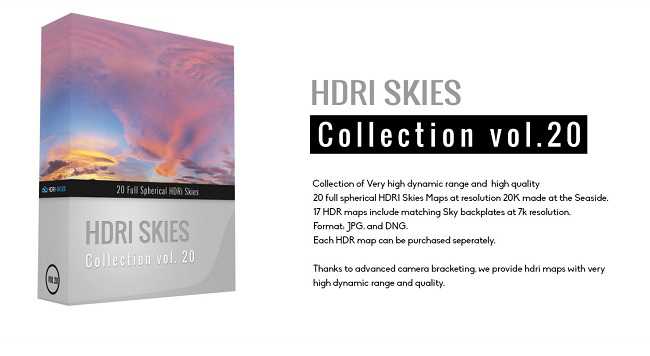 HDRI-SKIES
20 Full Spherical HDRI Skies
HDRI SKIES
Collection vol. 20
VOL 20
HDRI SKIES
Collection vol.20
Collection of Very high dynamic range and high quality
20 full spherical HDRI Skies Maps at resolution 20K made at the Seaside.
17 HDR maps include matching Sky backplates at 7k resolution.
Format. JPG. and DNG.
Each HDR map can be purchased seperately.
Thanks to advanced camera bracketing, we provide hdri maps with very
high dynamic range and quality.